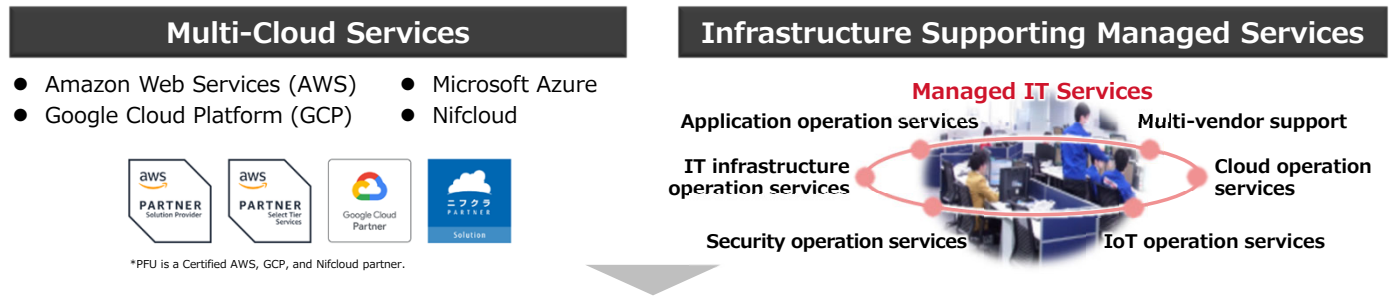 Multi-Cloud Services
● Amazon Web Services (AWS)
● Microsoft Azure
● Google Cloud Platform (GCP)
● Nifcloud
aws
PARTNER
Solution Provider
aws
PARTNER
Select Tier
Services
Google Cloud
Partner
ニフクラ
PARTNER
Solution
*PFU is a Certified AWS, GCP, and Nifcloud partner.
Infrastructure Supporting Managed Services
Managed IT Services
Application operation services
Multi-vendor support
IT infrastructure
operation services
Cloud operation
services
Security operation services
IoT operation services